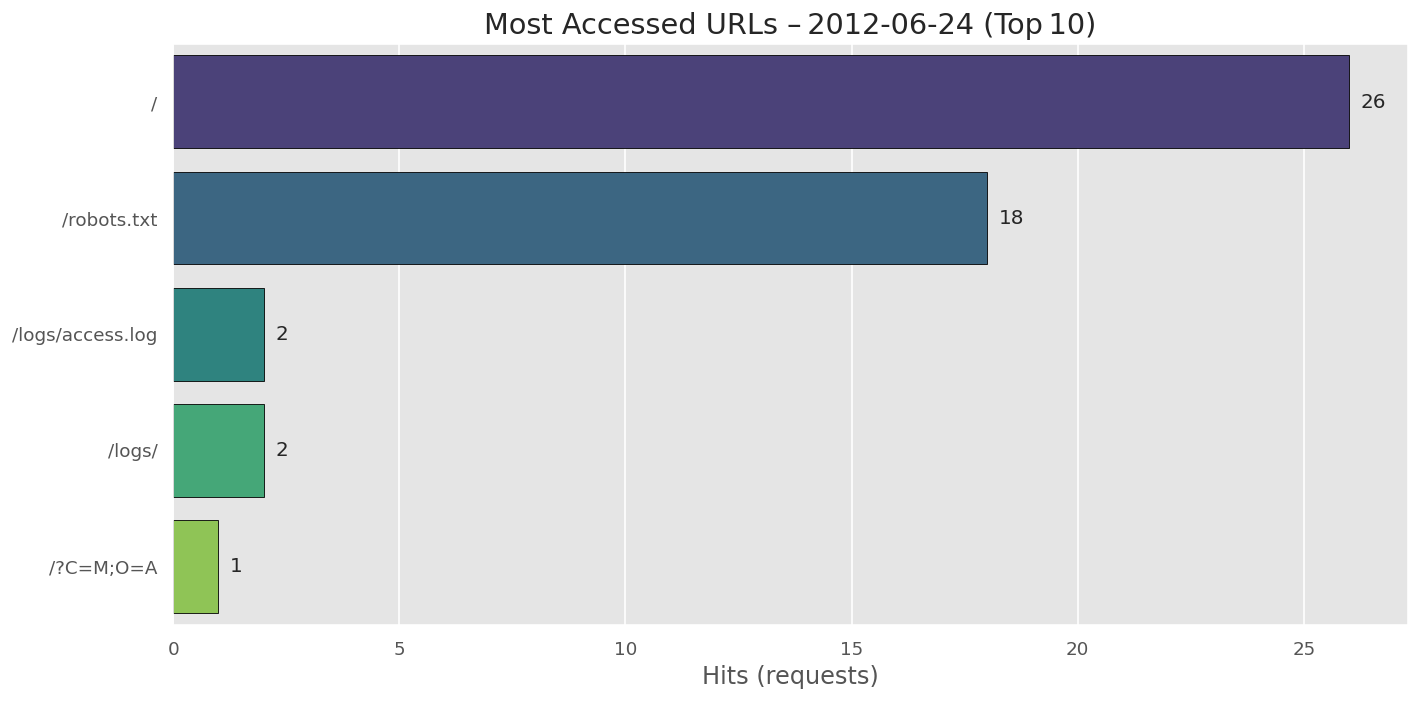 Most Accessed URLs – 2012-06-24 (Top 10)
/
26
/robots.txt
18
/logs/access.log
2
/logs/
2
/?C=M;O=A
1
0 5 10 15 20 25
Hits (requests)